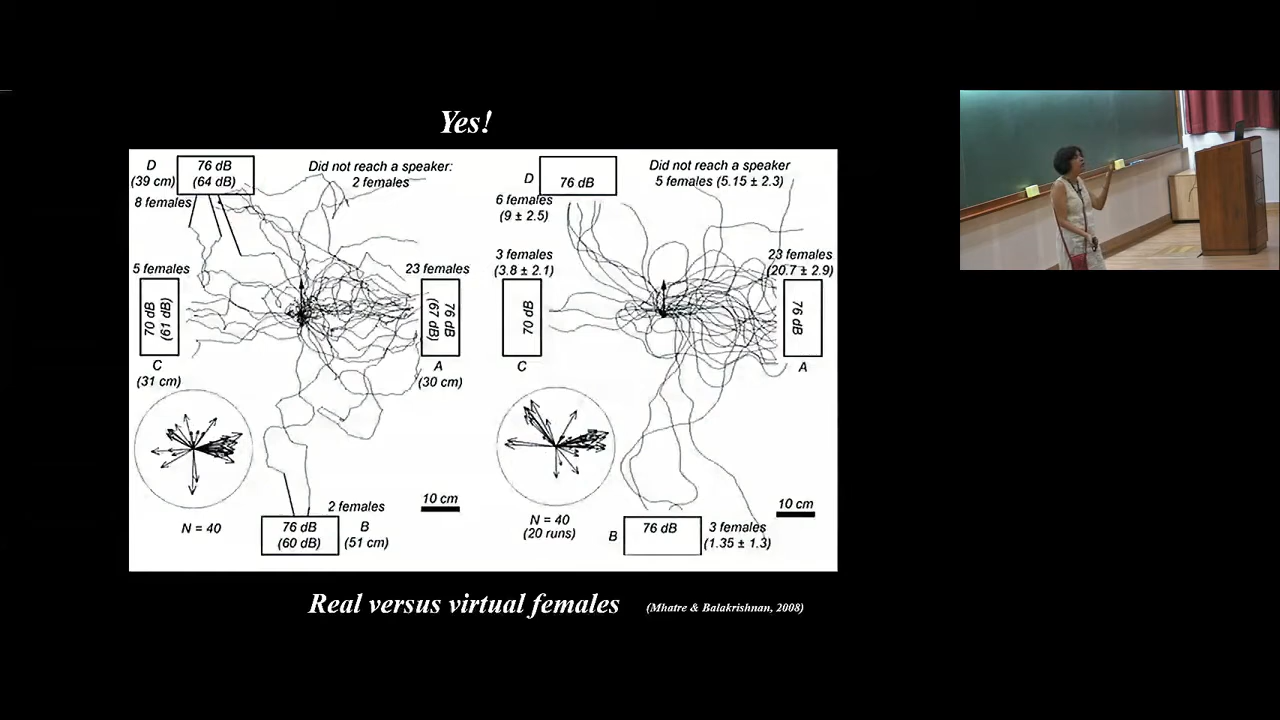 Yes!
D
(39 cm)
76 dB
(64 dB)
8 females
Did not reach a speaker:
2 females
5 females
70 dB
(61 dB)
C
(31 cm)
23 females
76 dB
(67 dB)
A
(30 cm)
N = 40
10 cm
2 females
76 dB
(60 dB)
B
(51 cm)
D
76 dB
6 females
(9 ± 2.5)
Did not reach a speaker
5 females (5.15 ± 2.3)
3 females
(3.8 ± 2.1)
70 dB
C
23 females
(20.7 ± 2.9)
76 dB
A
N = 40
(20 runs)
10 cm
B
76 dB
3 females
(1.35 ± 1.3)
Real versus virtual females
(Mhatre & Balakrishnan, 2008)